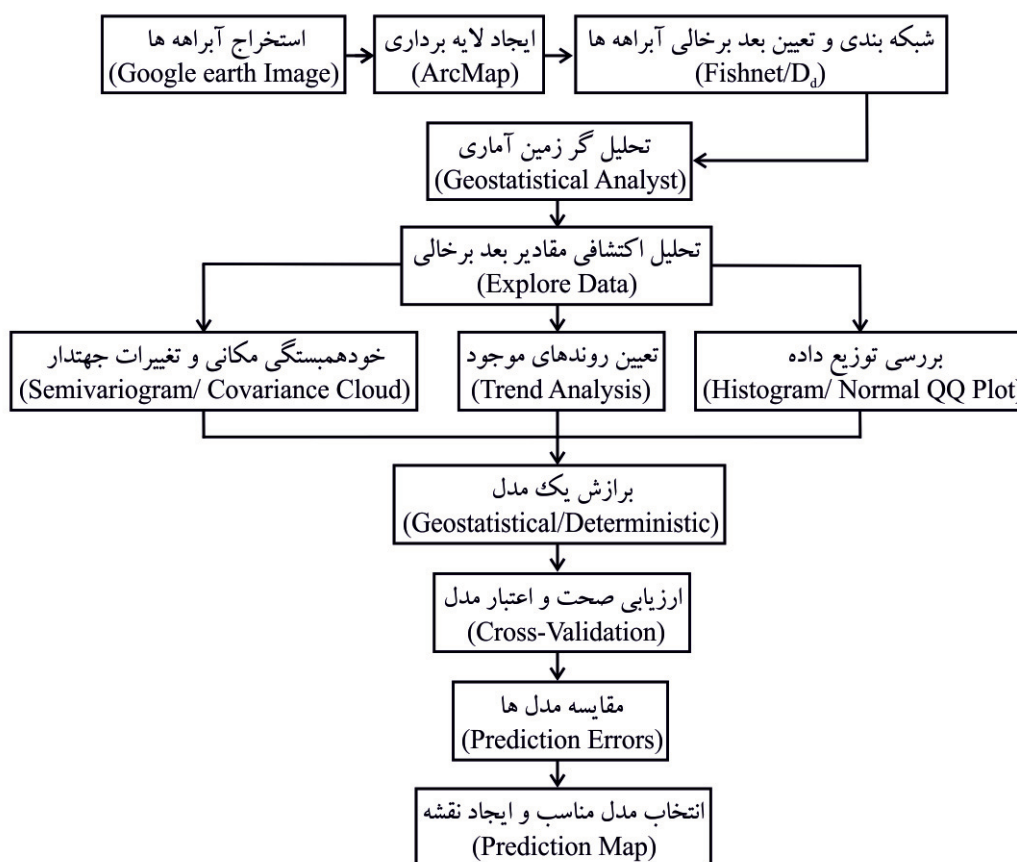 استخراج آبراهه ها
(Google earth Image)
ایجاد لایه برداری
(ArcMap)
شبکه بندی و تعیین بعد برخالی آبراهه ها
(Fishnet/Dd)
تحلیل گر زمین آماری
(Geostatistical Analyst)
تحلیل اکتشافی مقادیر بعد برخالی
(Explore Data)
خودهمبستگی مکانی و تغییرات جهتدار
(Semivariogram/ Covariance Cloud)
تعیین روندهای موجود
(Trend Analysis)
بررسی توزیع داده
(Histogram/ Normal QQ Plot)
برازش یک مدل
(Geostatistical/Deterministic)
ارزیابی صحت و اعتبار مدل
(Cross-Validation)
مقایسه مدل ها
(Prediction Errors)
انتخاب مدل مناسب و ایجاد نقشه
(Prediction Map)